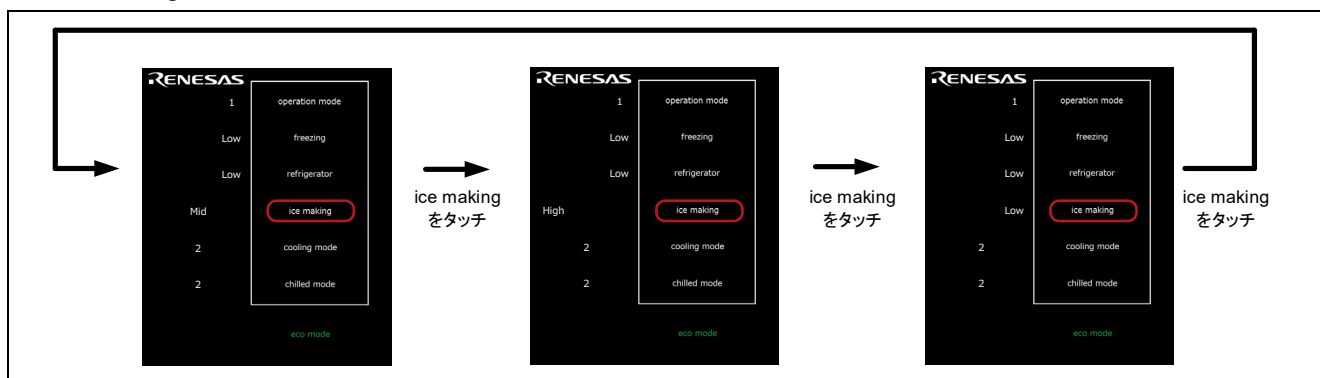 RENESAS
1 operation mode
Low freezing
Low refrigerator
Mid ice making
2 cooling mode
2 chilled mode
eco mode
ice making
をタッチ
RENESAS
1 operation mode
Low freezing
Low refrigerator
High ice making
2 cooling mode
2 chilled mode
eco mode
ice making
をタッチ
RENESAS
1 operation mode
Low freezing
Low refrigerator
Low ice making
2 cooling mode
2 chilled mode
eco mode
ice making
をタッチ